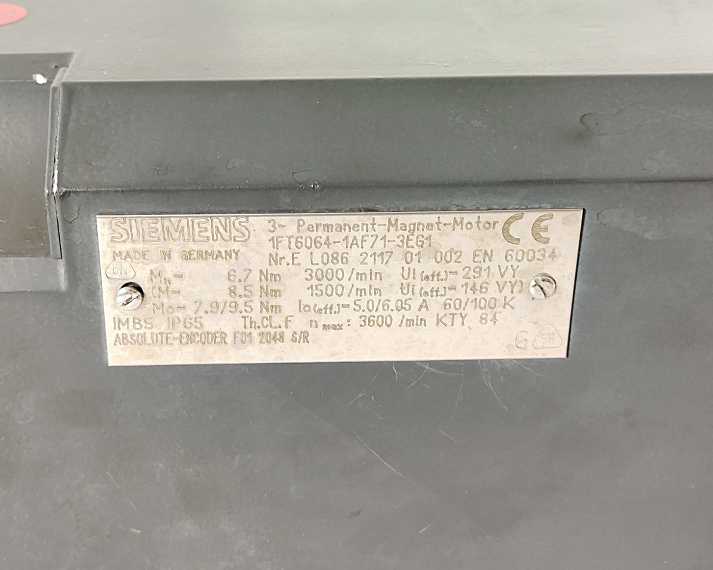 SIEMENS 3~ Permanent-Magnet-Motor CE
1FT6064-1AF71-3EG1
MADE IN GERMANY Nr.E L086 2117 01 002 EN 60034
Mn= 6.7 Nm 3000/min Ui(eff.)= 291 VY
(M= 8.5 Nm 1500/min Ui(eff.)= 146 VY)
Mo= 7.9/9.5 Nm Io(eff.)=5.0/6.05 A 60/100 K
IMB5 IP65 Th.CL.F nmax: 3600/min KTY 84
ABSOLUTE-ENCODER F01 2048 S/R
G